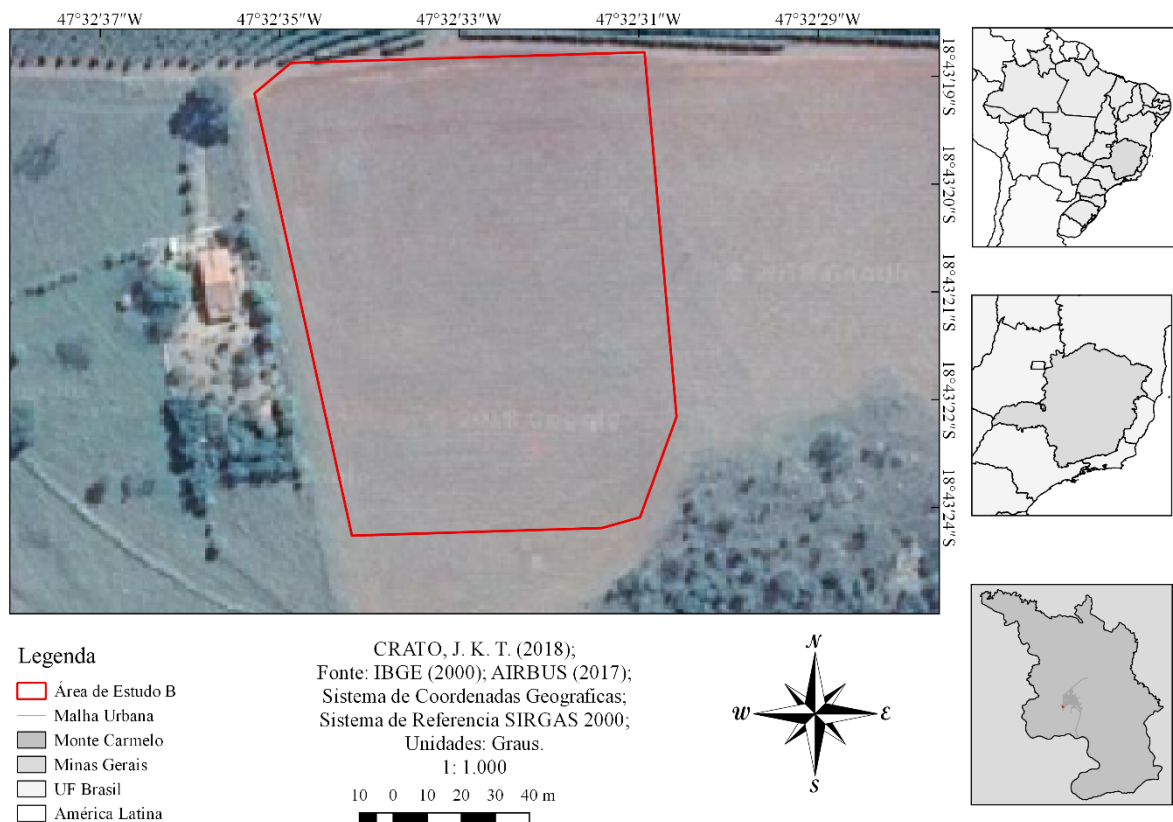 47°32'37"W 47°32'35"W 47°32'33"W 47°32'31"W 47°32'29"W
18°43'19"S
18°43'20"S
18°43'21"S
18°43'22"S
18°43'24"S
Legenda
Área de Estudo B
Malha Urbana
Monte Carmelo
Minas Gerais
UF Brasil
América Latina
CRATO, J. K. T. (2018);
Fonte: IBGE (2000); AIRBUS (2017);
Sistema de Coordenadas Geograficas;
Sistema de Referencia SIRGAS 2000;
Unidades: Graus.
1: 1.000
10 0 10 20 30 40 m
N
W E
S